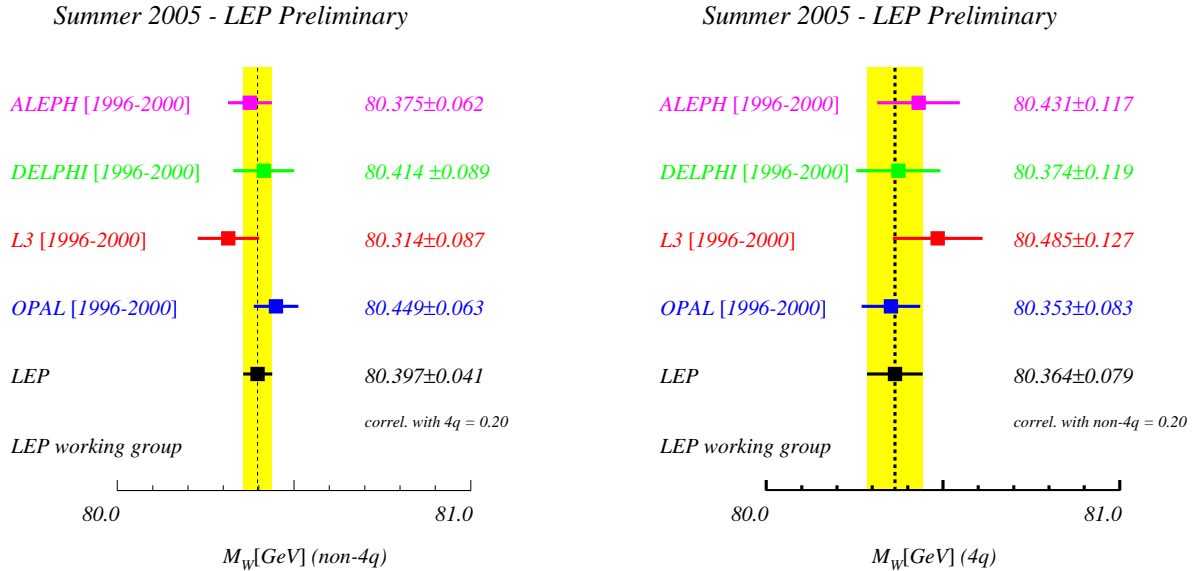 Summer 2005 - LEP Preliminary
ALEPH [1996-2000] 80.375±0.062
DELPHI [1996-2000] 80.414 ±0.089
L3 [1996-2000] 80.314±0.087
OPAL [1996-2000] 80.449±0.063
LEP 80.397±0.041
correl. with 4q = 0.20
LEP working group
80.0 81.0
M_W[GeV] (non-4q)
Summer 2005 - LEP Preliminary
ALEPH [1996-2000] 80.431±0.117
DELPHI [1996-2000] 80.374±0.119
L3 [1996-2000] 80.485±0.127
OPAL [1996-2000] 80.353±0.083
LEP 80.364±0.079
correl. with non-4q = 0.20
LEP working group
80.0 81.0
M_W[GeV] (4q)